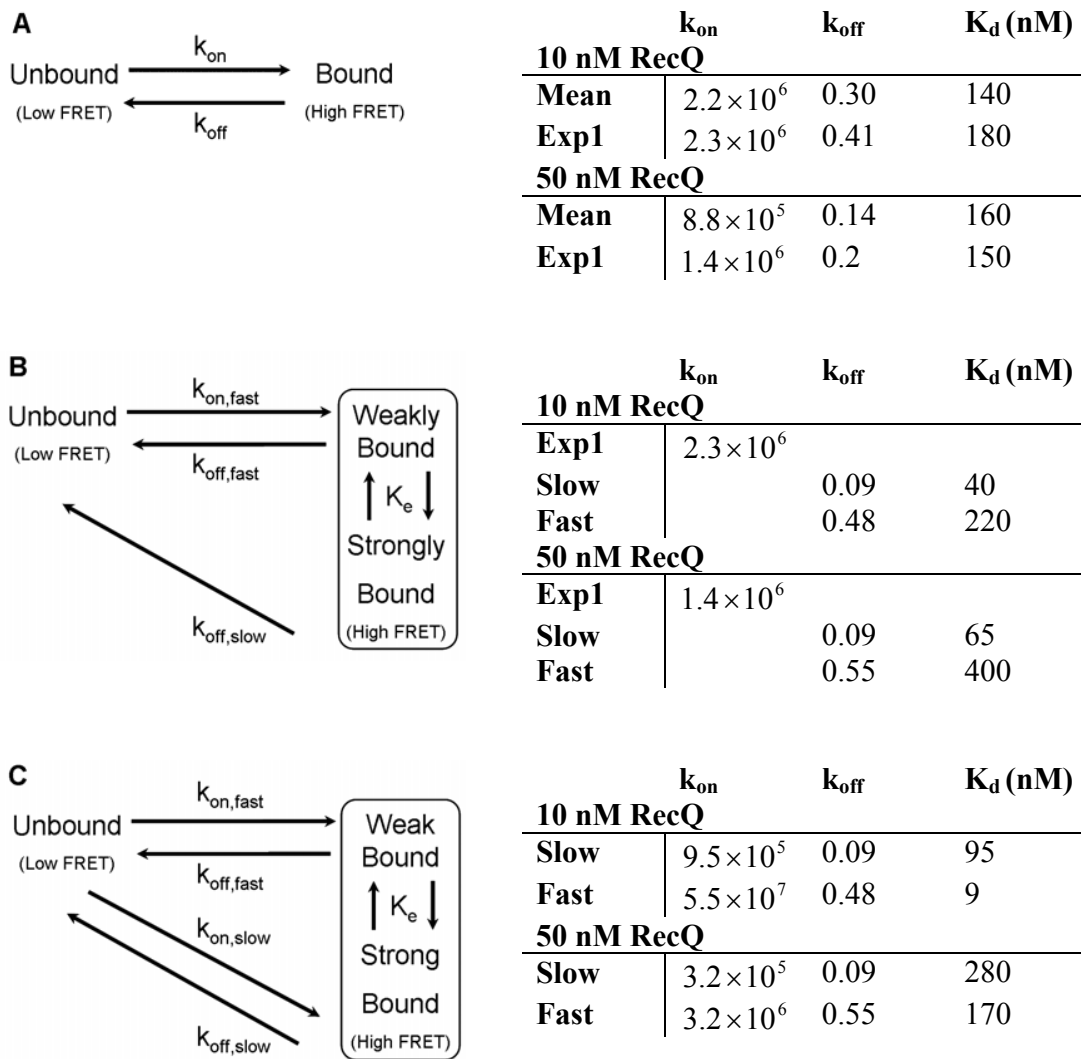 A
k_on
Unbound Bound
(Low FRET) (High FRET)
k_off
k_on k_off K_d (nM)
10 nM RecQ
Mean 2.2×10^6 0.30 140
Exp1 2.3×10^6 0.41 180
50 nM RecQ
Mean 8.8×10^5 0.14 160
Exp1 1.4×10^6 0.2 150
B
k_on,fast
Unbound Weakly
(Low FRET) Bound
k_off,fast
K_e
Strongly
Bound
k_off,slow (High FRET)
k_on k_off K_d (nM)
10 nM RecQ
Exp1 2.3×10^6
Slow 0.09 40
Fast 0.48 220
50 nM RecQ
Exp1 1.4×10^6
Slow 0.09 65
Fast 0.55 400
C
k_on,fast
Unbound Weak
(Low FRET) Bound
k_off,fast
K_e
k_on,slow
Strong
Bound
k_off,slow (High FRET)
k_on k_off K_d (nM)
10 nM RecQ
Slow 9.5×10^5 0.09 95
Fast 5.5×10^7 0.48 9
50 nM RecQ
Slow 3.2×10^5 0.09 280
Fast 3.2×10^6 0.55 170